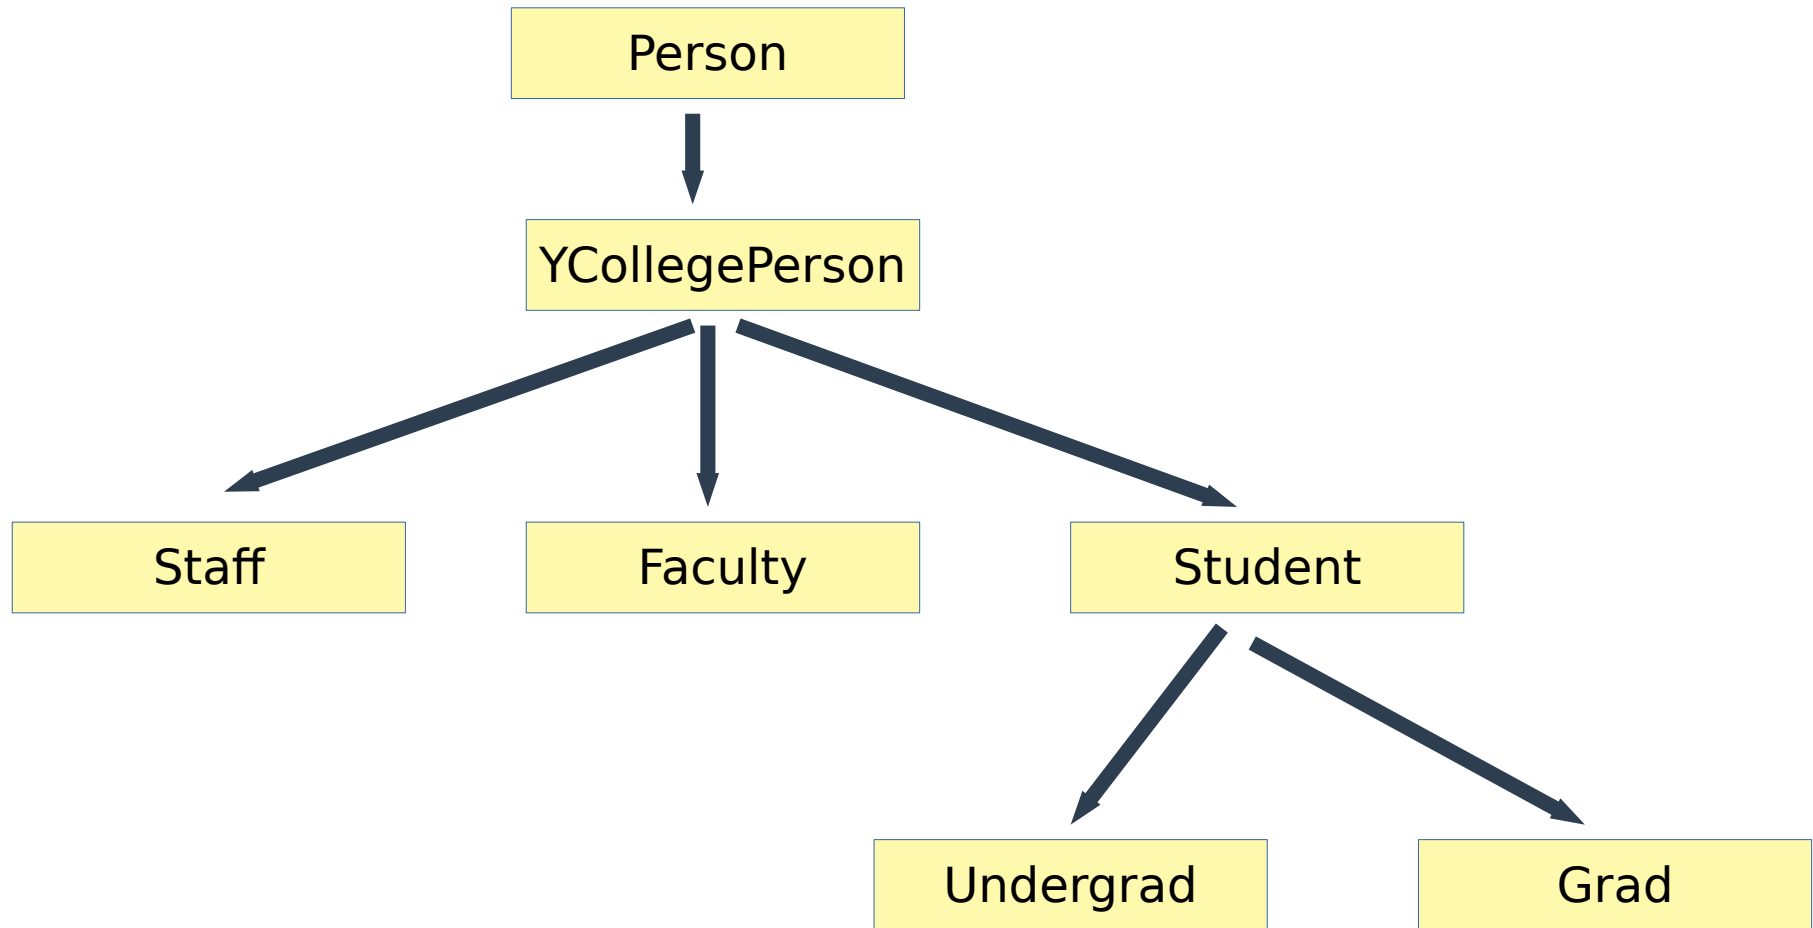 Person
YCollegePerson
Staff
Faculty
Student
Undergrad
Grad